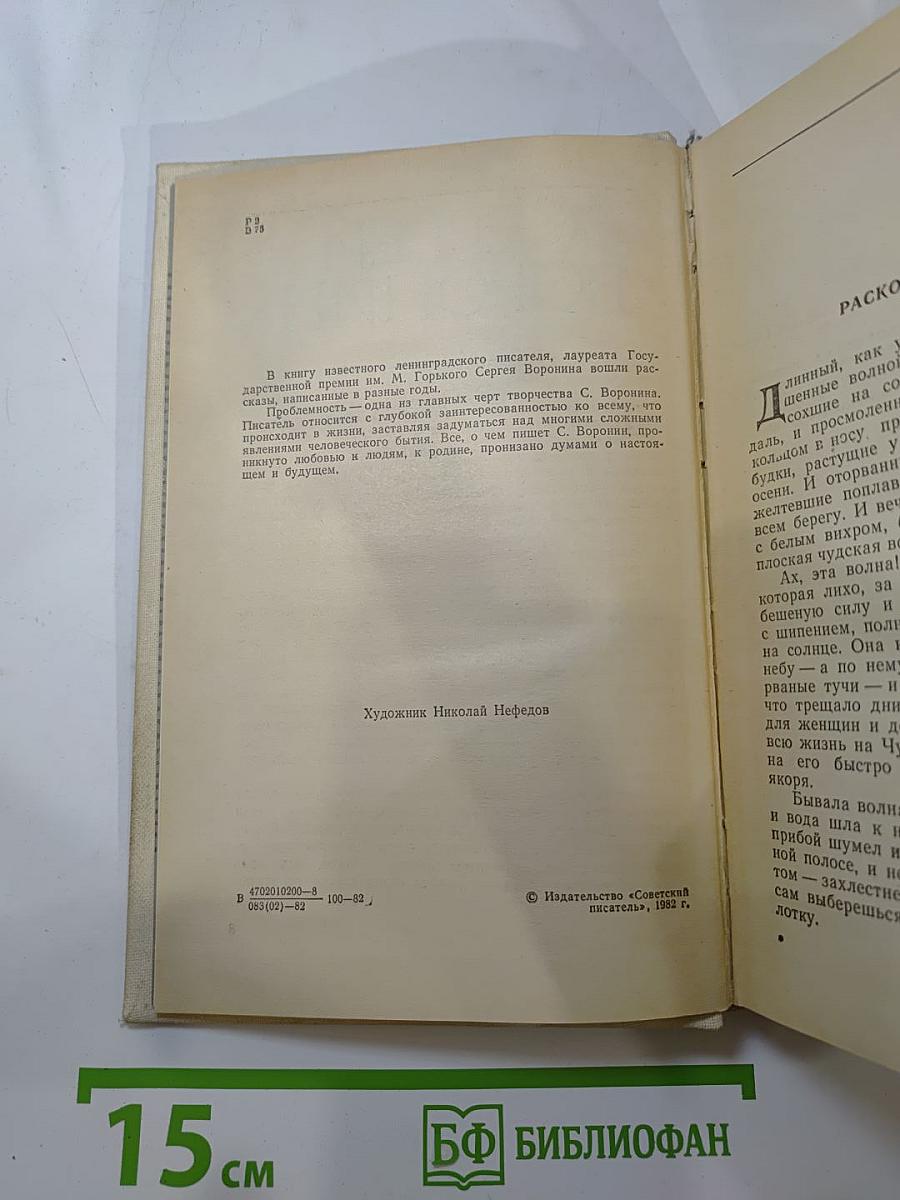 Р 2
В 75
В книгу известного ленинградского писателя, лауреата Госу-
дарственной премии им. М. Горького Сергея Воронина вошли рас-
сказы, написанные в разные годы.
Проблемность — одна из главных черт творчества С. Воронина.
Писатель относится с глубокой заинтересованностью ко всему, что
происходит в жизни, заставляя задуматься над многими сложными
явлениями человеческого бытия. Все, о чем пишет С. Воронин, про-
никнуто любовью к людям, к родине, пронизано думами о настоя-
щем и будущем.
Художник Николай Нефедов
В 4702010200—8 100—82
083(02)—82
© Издательство «Советский
писатель», 1982 г.
8
РАСКО
Длинный, как у
шенные волной
сохшие на со
даль, и просмоленн
кольцом в носу, пр
будки, растущие у
осени. И оторванн
желтевшие поплав
всем берегу. И веч
с белым вихром,
плоская чудская во
Ах, эта волна!
которая лихо, за
бешеную силу и
с шипением, полн
на солнце. Она н
небу — а по нему
рваные тучи — и
что трещало дни
для женщин и де
всю жизнь на Чу
на его быстро
якоря.
Бывала волна
и вода шла к н
прибой шумел и
ной полосе, и не
том — захлестне
сам выберешься
лотку.
15 см
БФ БИБЛИОФАН